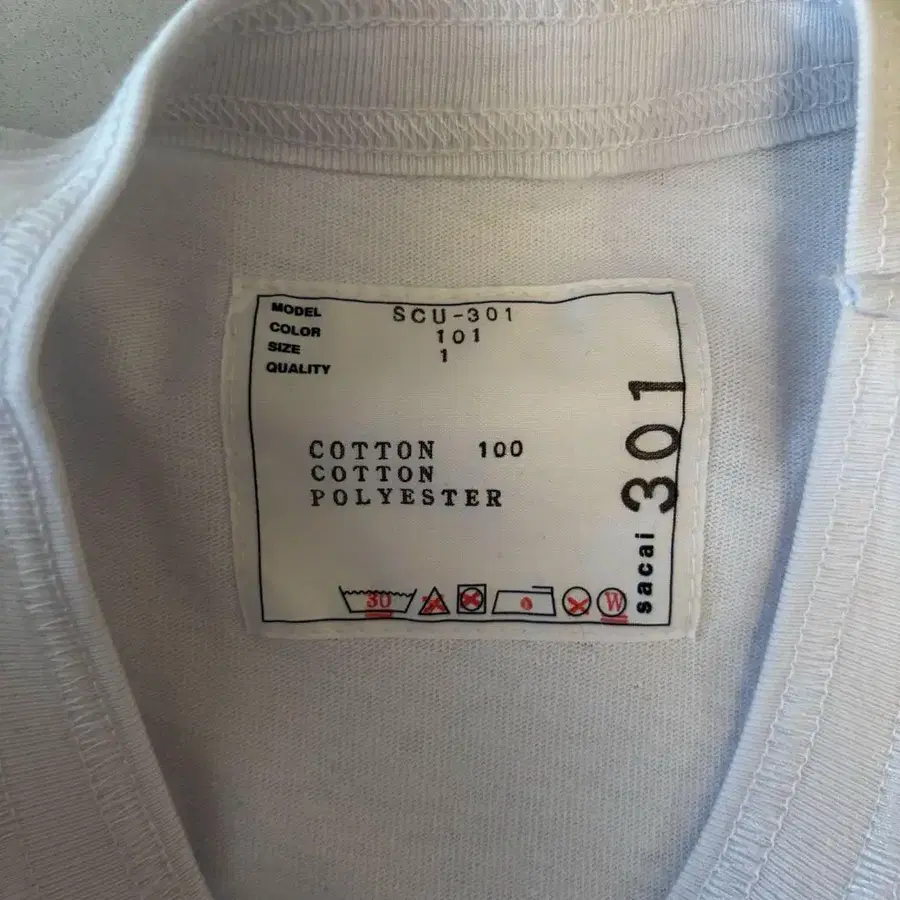 MODEL SCU-301
COLOR 101
SIZE 1
QUALITY
COTTON 100
COTTON
POLYESTER
30
W
sacai 301